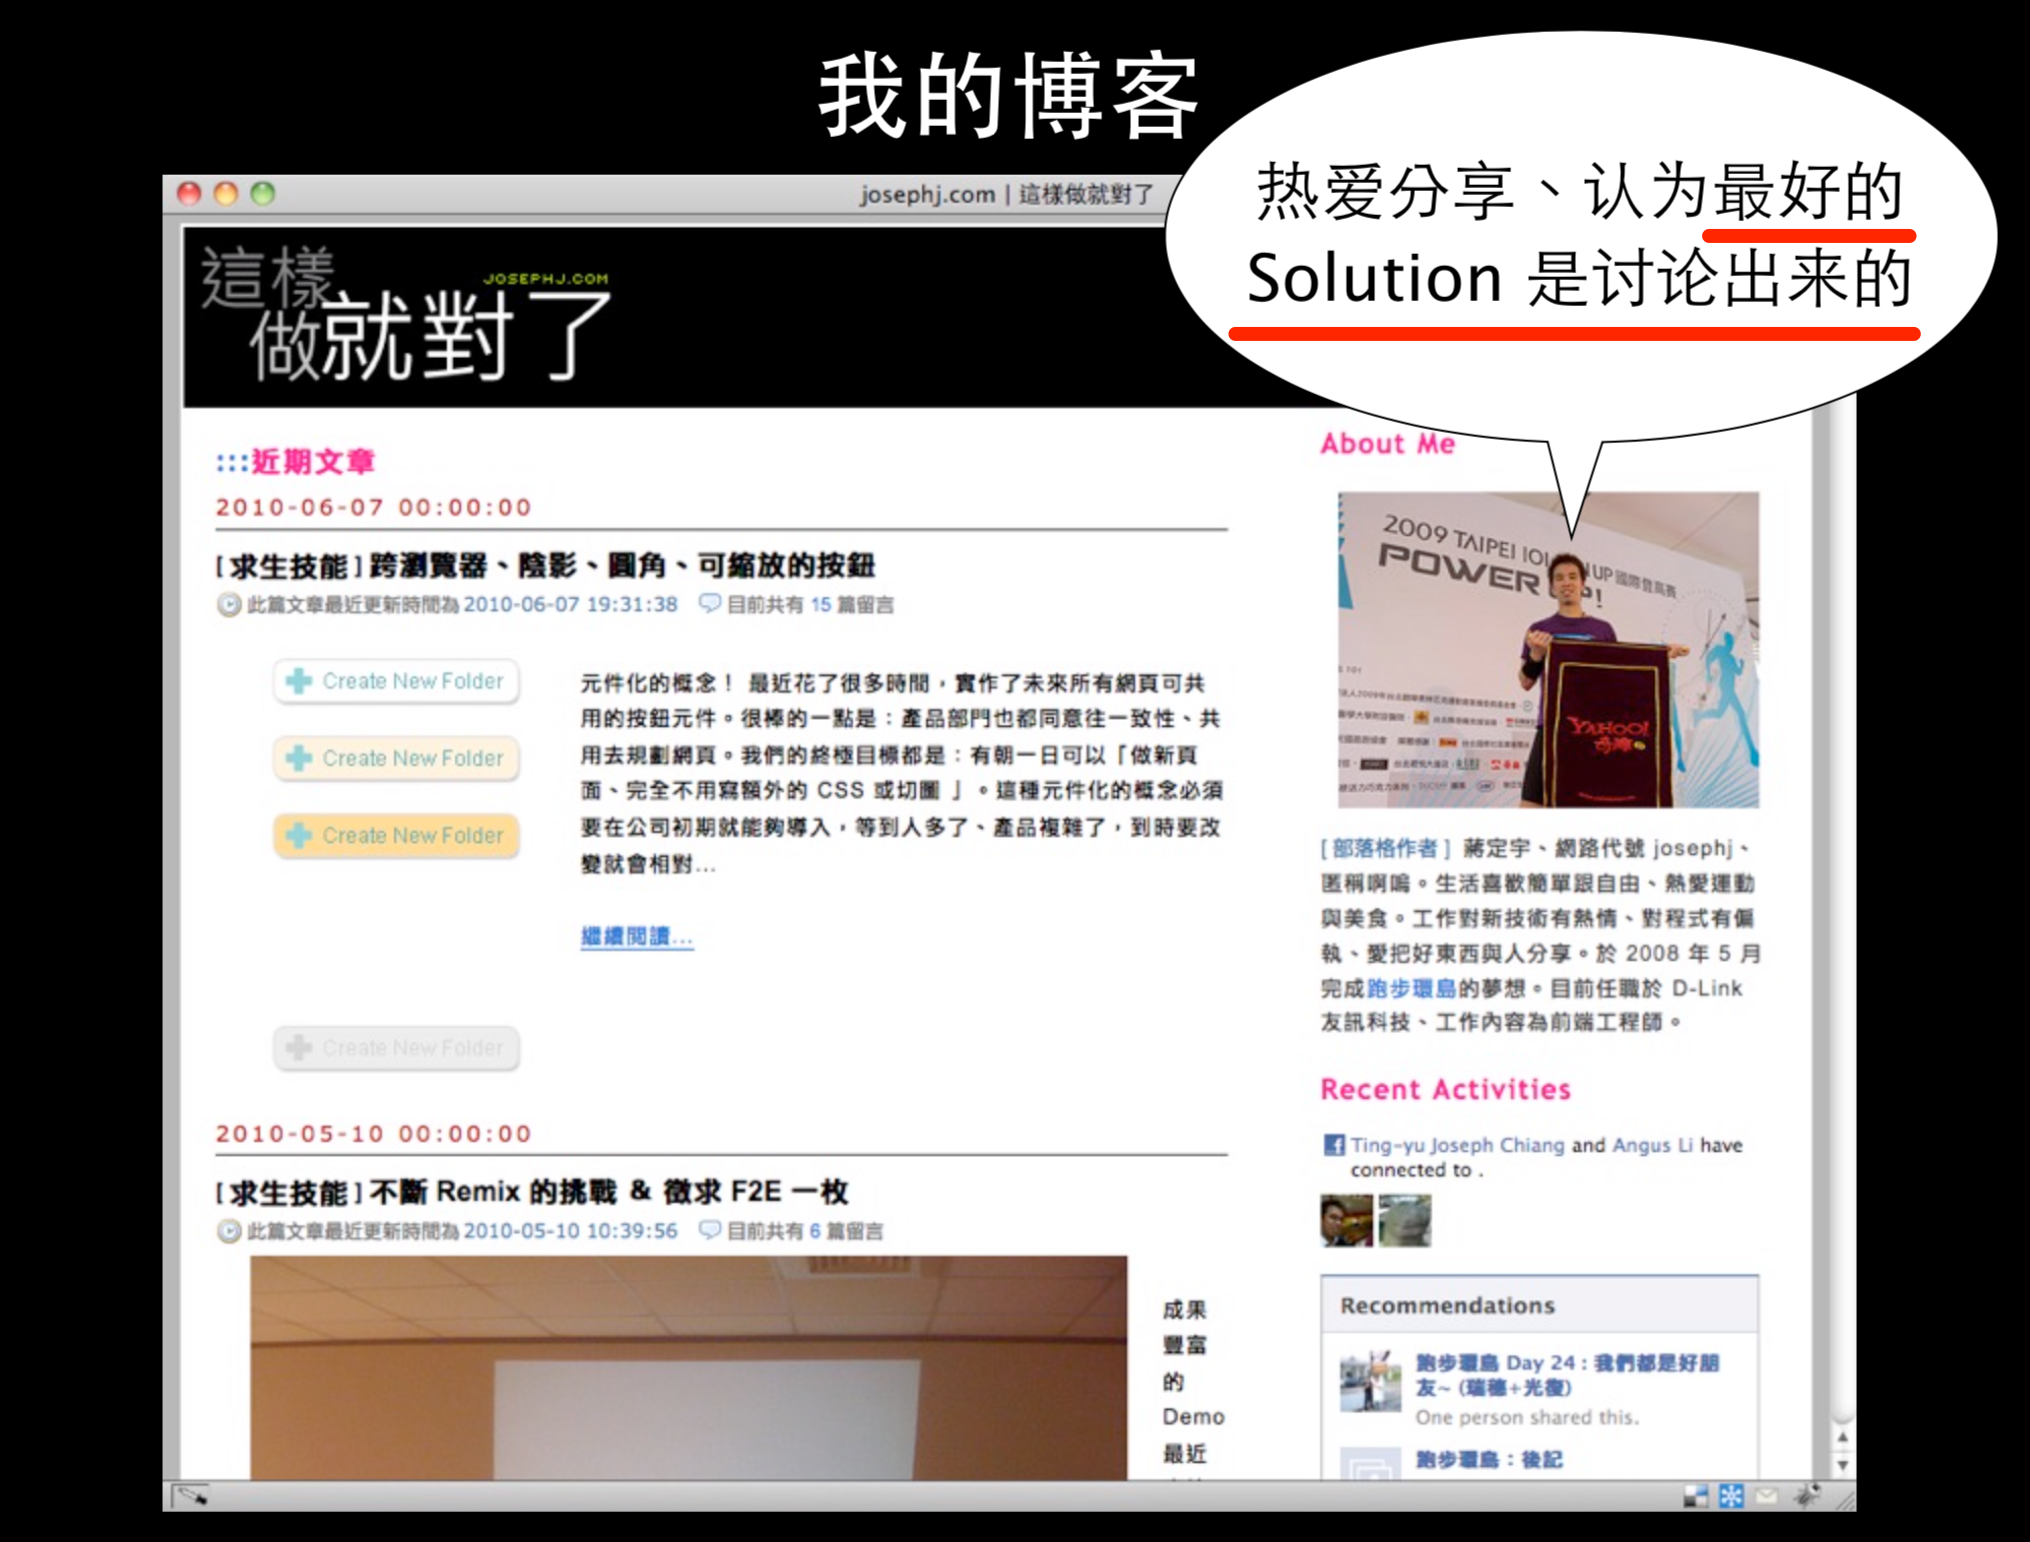 我的博客
热爱分享、认为最好的
Solution 是讨论出来的
josephj.com | 這樣做就對了
這樣
JOSEPHJ.COM
做就對了
:::近期文章
2010-06-07 00:00:00
[求生技能] 跨瀏覽器、陰影、圓角、可縮放的按鈕
此篇文章最近更新時間為 2010-06-07 19:31:38 目前共有 15 篇留言
Create New Folder
Create New Folder
Create New Folder
Create New Folder
元件化的概念！ 最近花了很多時間，實作了未來所有網頁可共
用的按鈕元件。很棒的一點是：產品部門也都同意往一致性、共
用去規劃網頁。我們的終極目標都是：有朝一日可以「做新頁
面、完全不用寫額外的 CSS 或切圖 」。這種元件化的概念必須
要在公司初期就能夠導入，等到人多了、產品複雜了，到時要改
變就會相對...
繼續閱讀...
2010-05-10 00:00:00
[求生技能] 不斷 Remix 的挑戰 & 徵求 F2E 一枚
此篇文章最近更新時間為 2010-05-10 10:39:56 目前共有 6 篇留言
成果
豐富
的
Demo
最近
About Me
2009 TAIPEI 101 UP 國際登高賽
POWER UP!
YAHOO!
奇摩
[部落格作者] 蔣定宇、網路代號 josephj、
匿稱啊嗚。生活喜歡簡單跟自由、熱愛運動
與美食。工作對新技術有熱情、對程式有偏
執、愛把好東西與人分享。於 2008 年 5 月
完成跑步環島的夢想。目前任職於 D-Link
友訊科技、工作內容為前端工程師。
Recent Activities
Ting-yu Joseph Chiang and Angus Li have
connected to .
Recommendations
跑步環島 Day 24：我們都是好朋
友~ (瑞穗+光復)
One person shared this.
跑步環島：後記